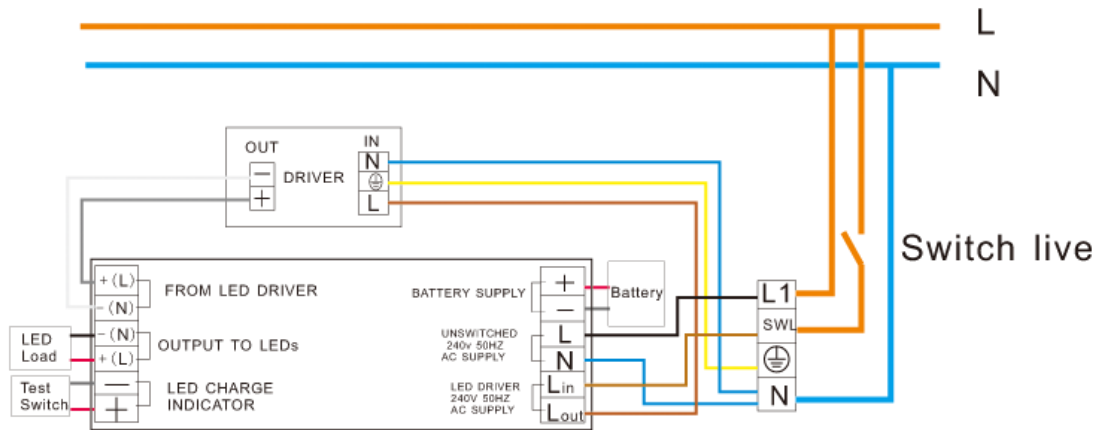 L
N
OUT
IN
−
DRIVER
N
+
L
Switch live
+(L)
FROM LED DRIVER
−(N)
−(N)
OUTPUT TO LEDs
+(L)
LED
Load
Test
Switch
−
LED CHARGE
INDICATOR
+
BATTERY SUPPLY
+
−
Battery
UNSWITCHED
240v 50HZ
AC SUPPLY
L
N
LED DRIVER
240V 50HZ
AC SUPPLY
Lin
Lout
L1
SWL
N